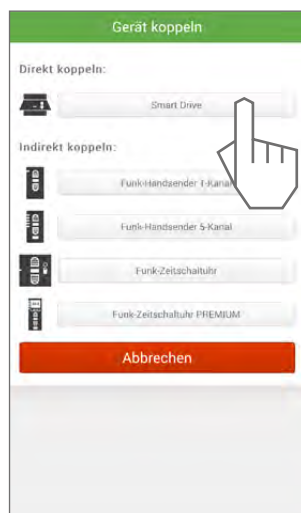 Gerät koppeln
Direkt koppeln:
Smart Drive
Indirekt koppeln:
Funk-Handsender 1-Kanal
Funk-Handsender 5-Kanal
Funk-Zeitschaltuhr
Funk-Zeitschaltuhr PREMIUM
Abbrechen